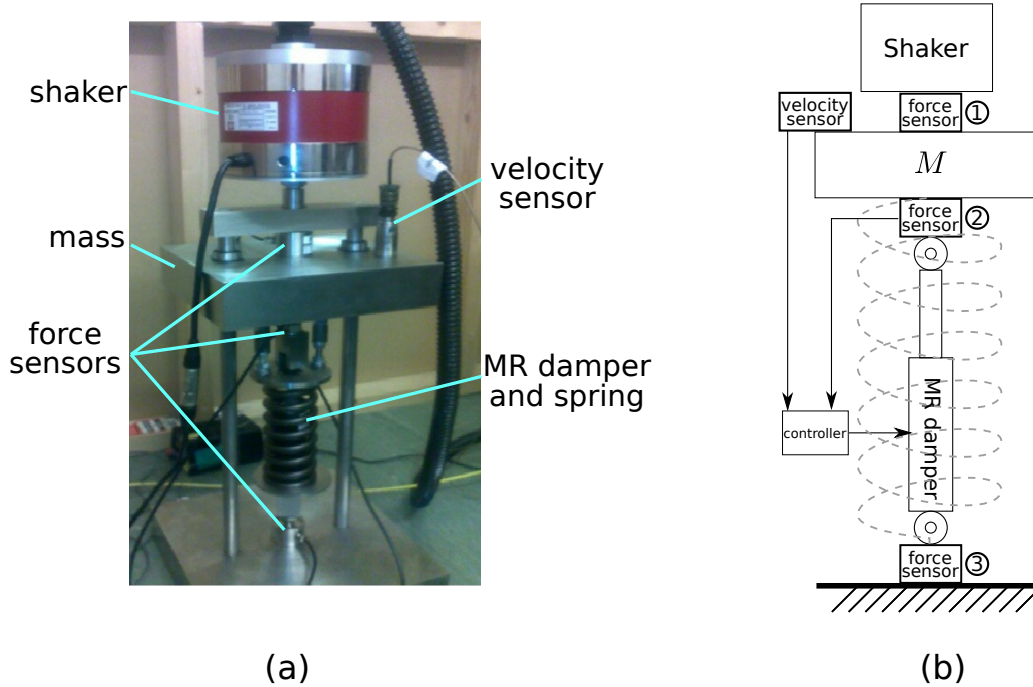 shaker
velocity
sensor
mass
force
sensors
MR damper
and spring
(a)
Shaker
velocity
sensor
force
sensor
①
M
force
sensor
②
controller
MR damper
force
sensor
③
(b)